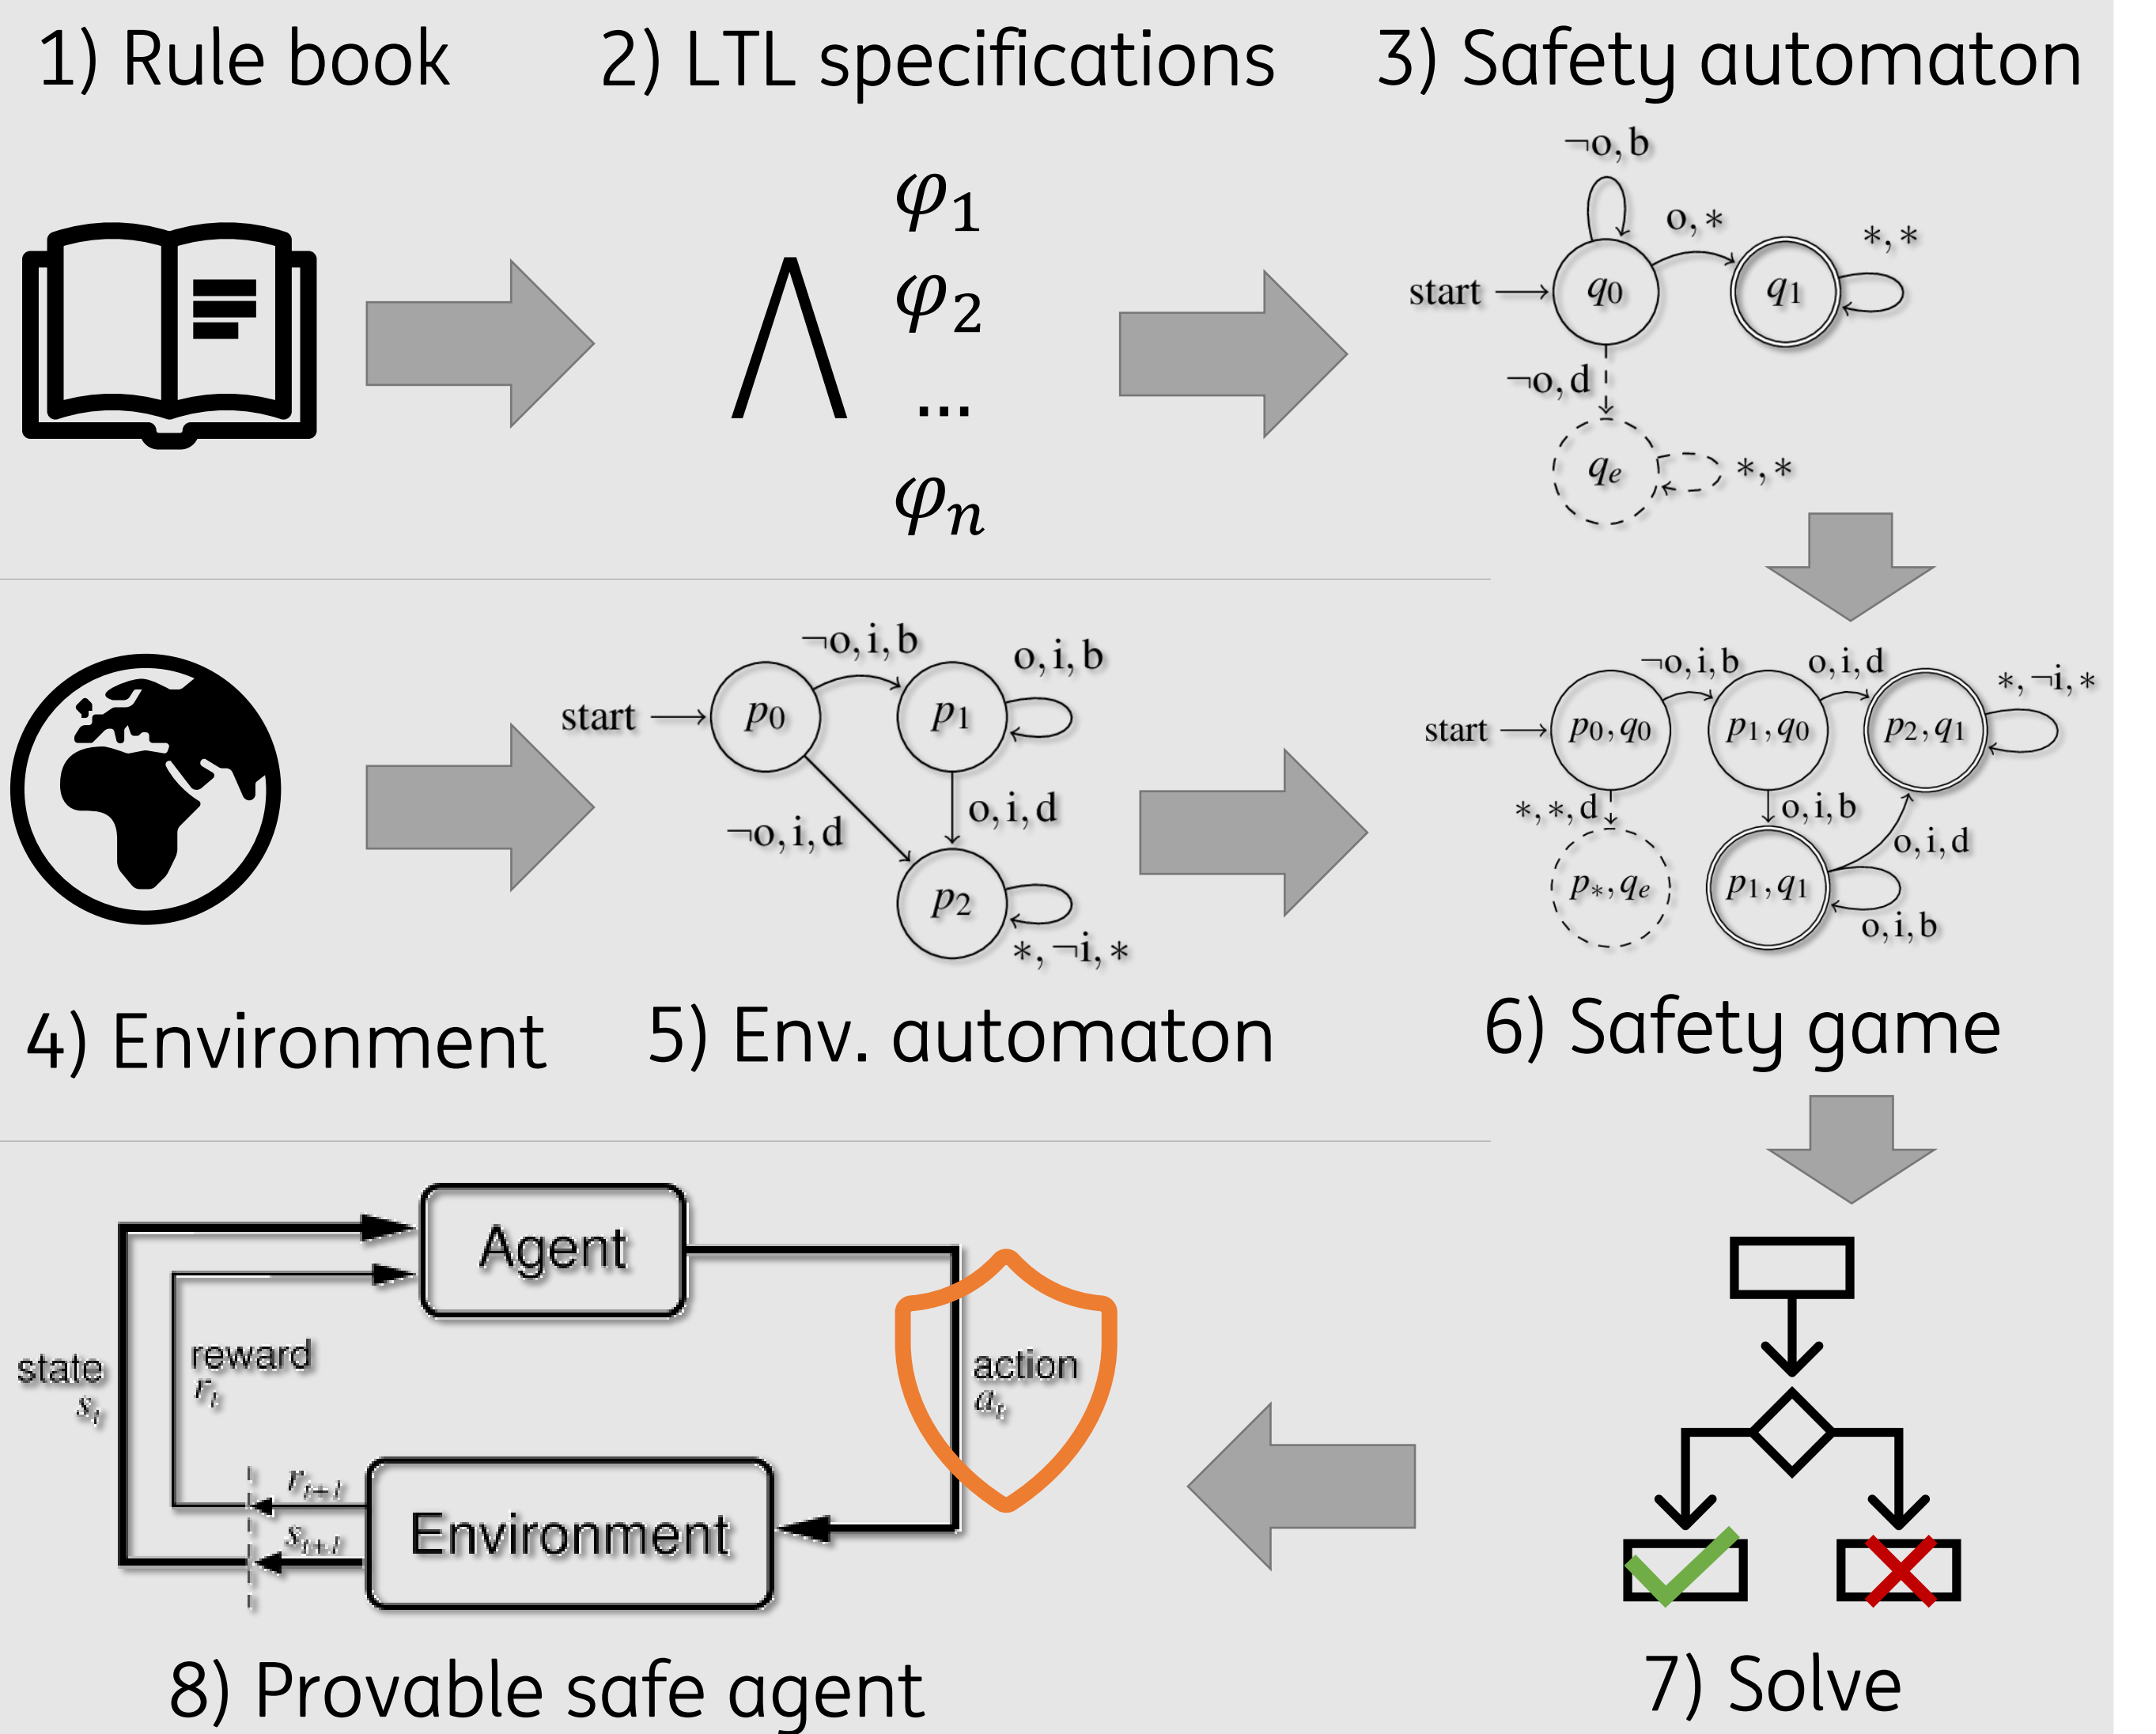 1) Rule book
2) LTL specifications
3) Safety automaton
⋀
φ1
φ2
...
φn
¬o, b
o, *
*, *
start
q0
q1
¬o, d
qe
*, *
start
p0
¬o, i, b
p1
o, i, b
¬o, i, d
o, i, d
p2
*, ¬i, *
start
p0, q0
¬o, i, b
p1, q0
o, i, d
p2, q1
*, ¬i, *
*, *, d
o, i, b
o, i, d
p*, qe
p1, q1
o, i, b
4) Environment
5) Env. automaton
6) Safety game
Agent
state
st
reward
rt
action
at
rt+1
st+1
Environment
8) Provable safe agent
7) Solve